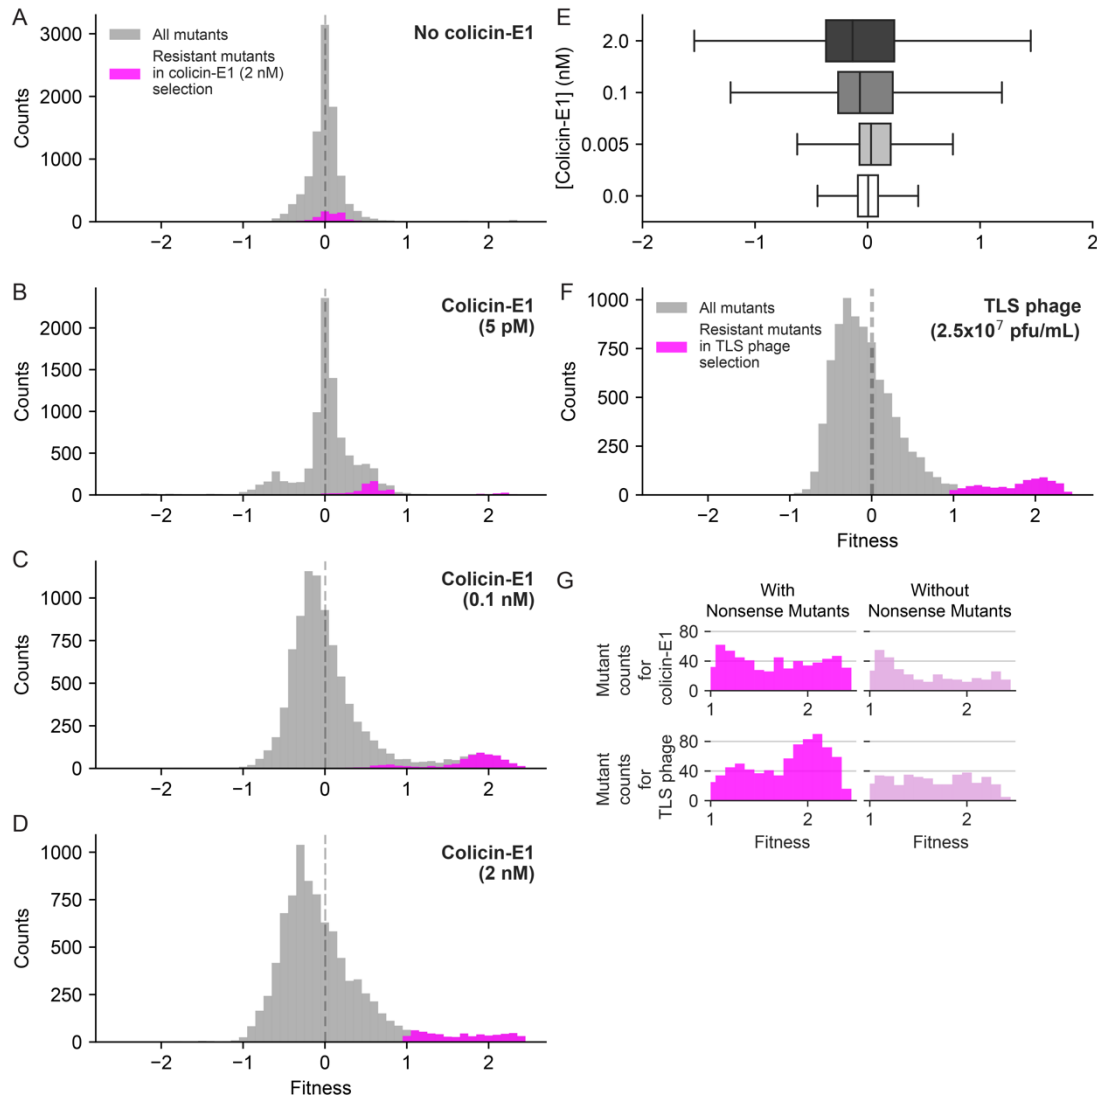 A
No colicin-E1
All mutants
Resistant mutants
in colicin-E1 (2 nM)
selection
Counts
3000
2000
1000
0
−2
−1
0
1
2
B
Colicin-E1
(5 pM)
Counts
2000
1500
1000
500
0
−2
−1
0
1
2
C
Colicin-E1
(0.1 nM)
Counts
1000
750
500
250
0
−2
−1
0
1
2
D
Colicin-E1
(2 nM)
Counts
1000
750
500
250
0
−2
−1
0
1
2
Fitness
E
[Colicin-E1] (nM)
2.0
0.1
0.005
0.0
−2
−1
0
1
2
F
TLS phage
(2.5x10⁷ pfu/mL)
All mutants
Resistant mutants
in TLS phage
selection
Counts
1000
750
500
250
0
−2
−1
0
1
2
Fitness
G
With
Nonsense Mutants
Without
Nonsense Mutants
Mutant
counts
for
colicin-E1
80
40
0
1
2
1
2
Mutant
counts
for
TLS phage
80
40
0
1
2
1
2
Fitness
Fitness